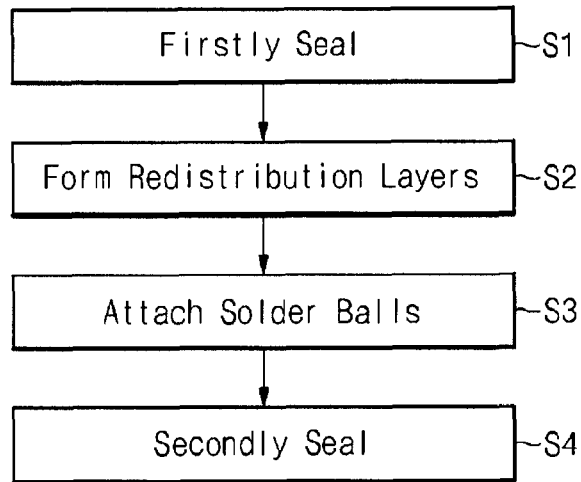 Firstly Seal ~S1
Form Redistribution Layers ~S2
Attach Solder Balls ~S3
Secondly Seal ~S4